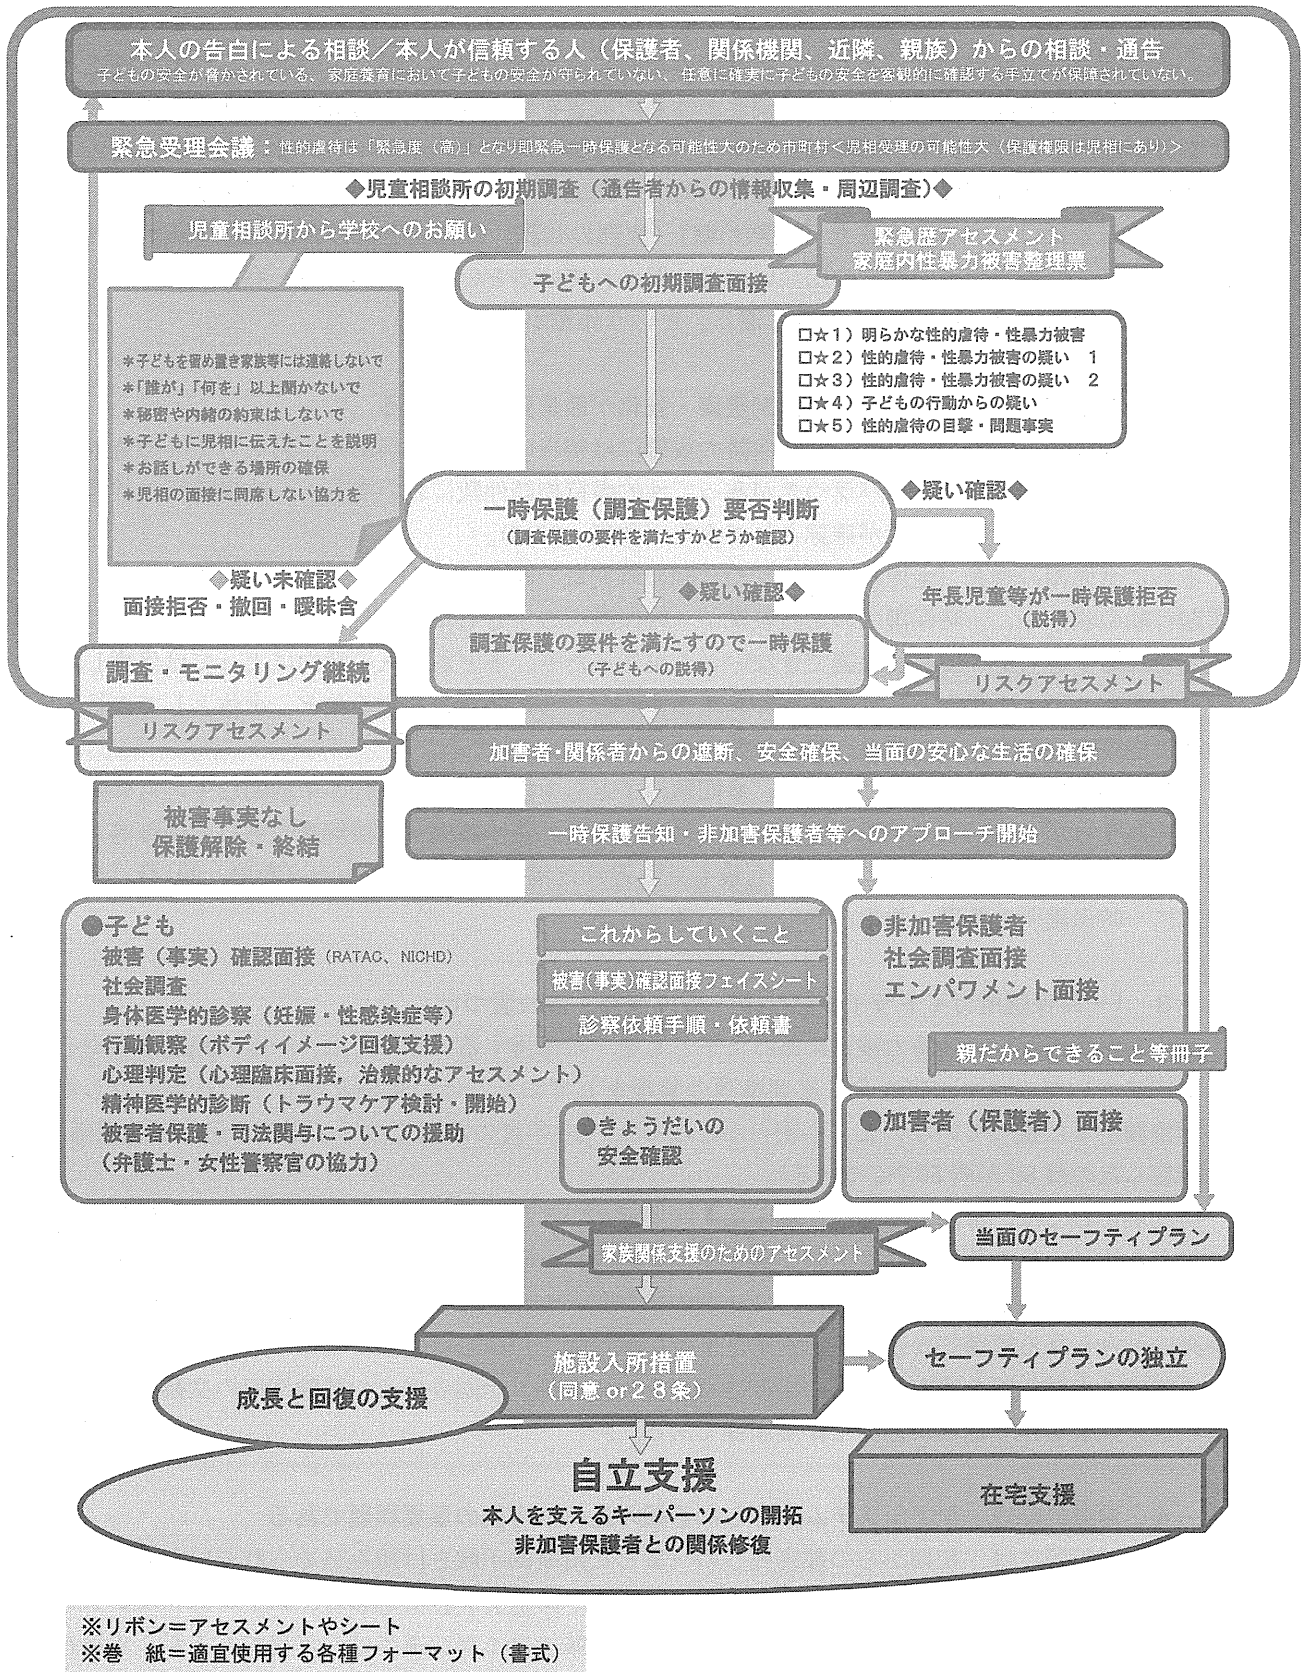 本人の告白による相談／本人が信頼する人（保護者、関係機関、近隣、親族）からの相談・通告
子どもの安全が脅かされている、家庭養育において子どもの安全が守られていない、任意に確実に子どもの安全を客観的に確認する手立てが保障されていない。
緊急受理会議：性的虐待は「緊急度（高）」となり即緊急一時保護となる可能性大のため市町村＜児相受理の可能性大（保護権限は児相にあり）＞
◆児童相談所の初期調査（通告者からの情報収集・周辺調査）◆
児童相談所から学校へのお願い
緊急歴アセスメント
家庭内性暴力被害整理票
子どもへの初期調査面接
＊子どもを留め置き家族等には連絡しないで
＊「誰が」「何を」以上聞かないで
＊秘密や内緒の約束はしないで
＊子どもに児相に伝えたことを説明
＊お話しができる場所の確保
＊児相の面接に同席しない協力を
□☆１）明らかな性的虐待・性暴力被害
□☆２）性的虐待・性暴力被害の疑い　１
□★３）性的虐待・性暴力被害の疑い　２
□★４）子どもの行動からの疑い
□★５）性的虐待の目撃・問題事実
一時保護（調査保護）要否判断
（調査保護の要件を満たすかどうか確認）
◆疑い確認◆
◆疑い未確認◆
面接拒否・撤回・曖昧含
◆疑い確認◆
年長児童等が一時保護拒否
（説得）
調査保護の要件を満たすので一時保護
（子どもへの説得）
調査・モニタリング継続
リスクアセスメント
リスクアセスメント
加害者・関係者からの遮断、安全確保、当面の安心な生活の確保
被害事実なし
保護解除・終結
一時保護告知・非加害保護者等へのアプローチ開始
●子ども
被害（事実）確認面接（RATAC、NICHD）
社会調査
身体医学的診察（妊娠・性感染症等）
行動観察（ボディイメージ回復支援）
心理判定（心理臨床面接，治療的なアセスメント）
精神医学的診断（トラウマケア検討・開始）
被害者保護・司法関与についての援助
（弁護士・女性警察官の協力）
これからしていくこと
被害（事実）確認面接フェイスシート
診察依頼手順・依頼書
●きょうだいの
安全確認
●非加害保護者
社会調査面接
エンパワメント面接
親だからできること等冊子
●加害者（保護者）面接
家族関係支援のためのアセスメント
当面のセーフティプラン
施設入所措置
（同意or２８条）
セーフティプランの独立
成長と回復の支援
自立支援
本人を支えるキーパーソンの開拓
非加害保護者との関係修復
在宅支援
※リボン＝アセスメントやシート
※巻　紙＝適宜使用する各種フォーマット（書式）